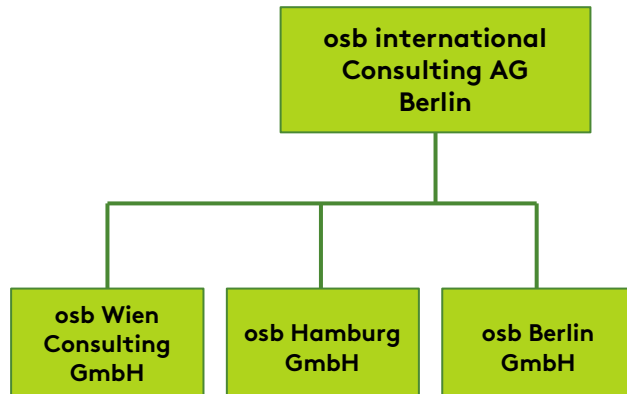 osb international
Consulting AG
Berlin
osb Wien
Consulting
GmbH
osb Hamburg
GmbH
osb Berlin
GmbH